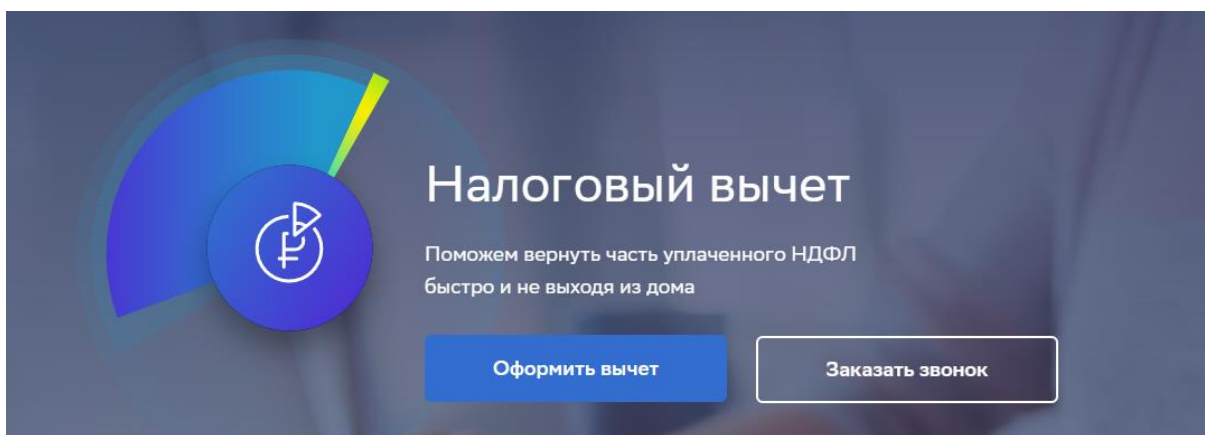 Налоговый вычет
Поможем вернуть часть уплаченного НДФЛ
быстро и не выходя из дома
Оформить вычет
Заказать звонок